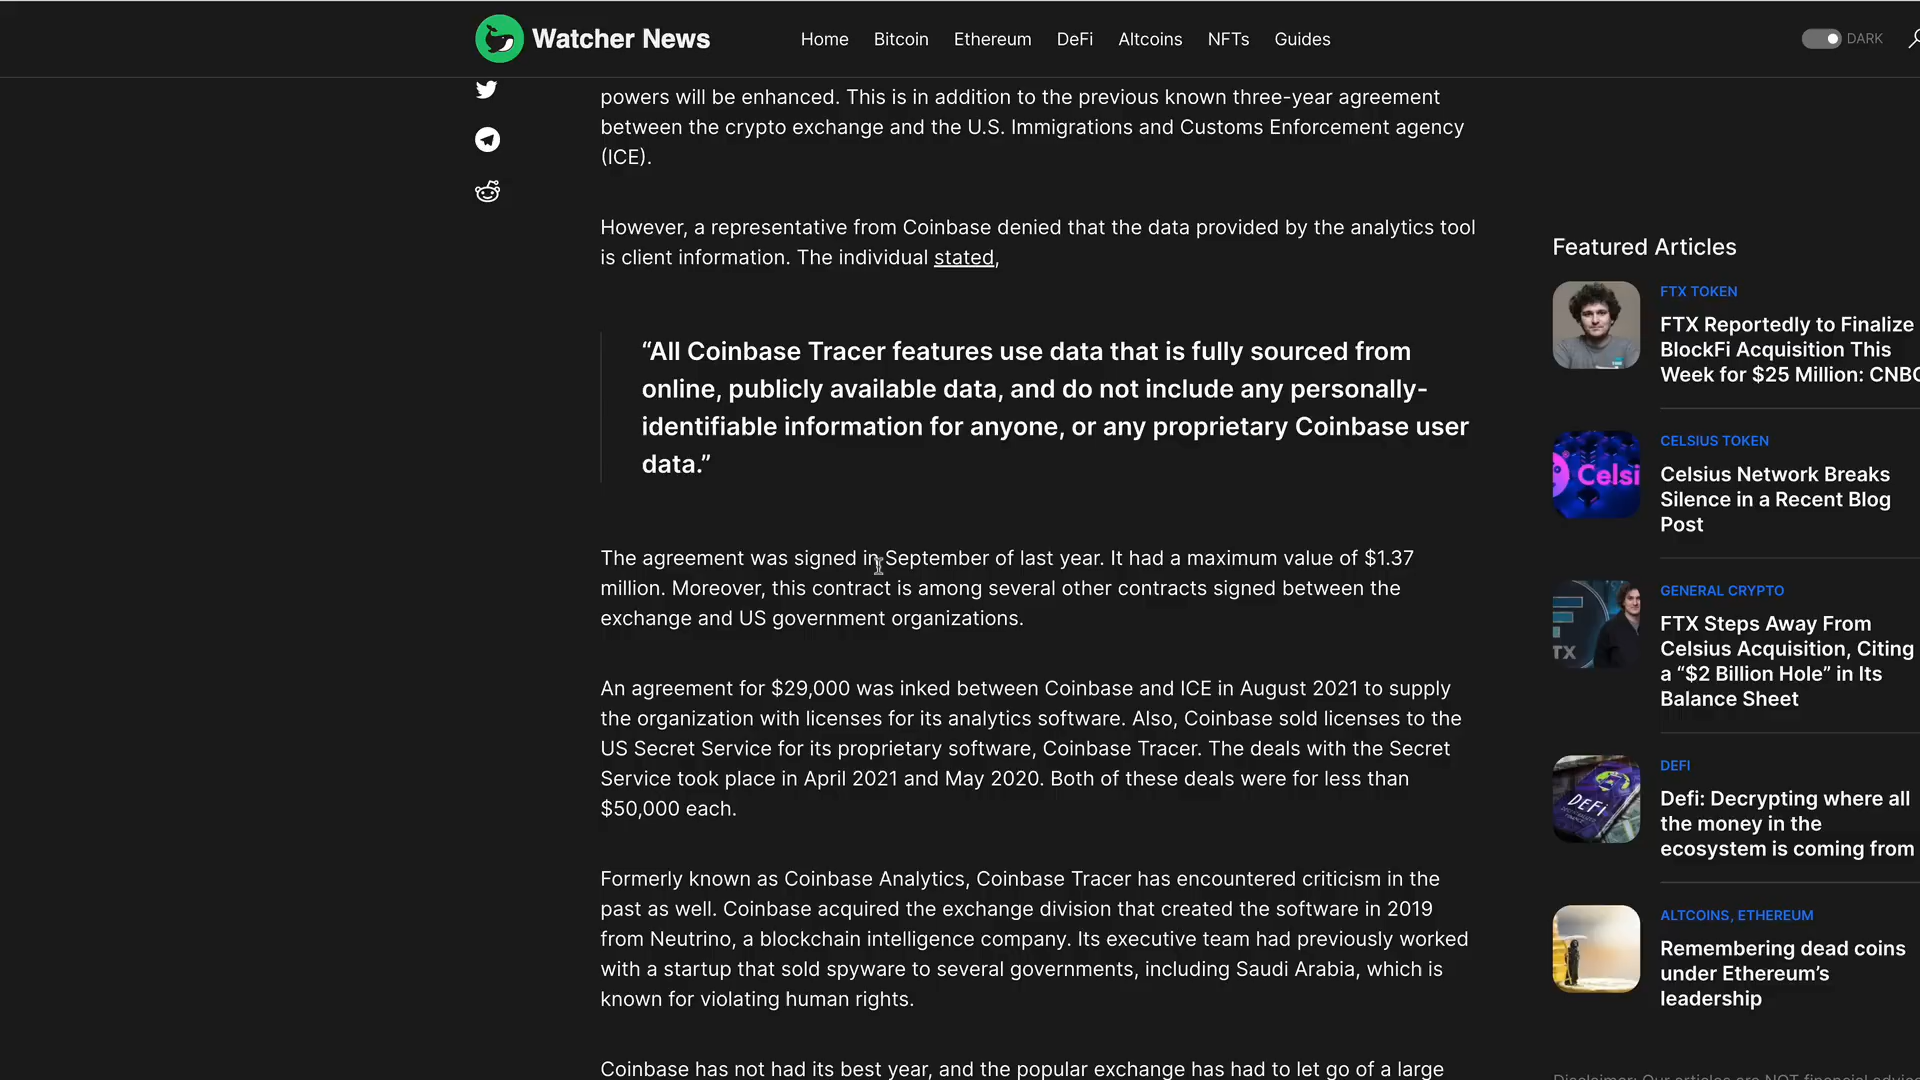 Watcher News
Home Bitcoin Ethereum DeFi Altcoins NFTs Guides
DARK
powers will be enhanced. This is in addition to the previous known three-year agreement
between the crypto exchange and the U.S. Immigrations and Customs Enforcement agency
(ICE).
However, a representative from Coinbase denied that the data provided by the analytics tool
is client information. The individual stated,
“All Coinbase Tracer features use data that is fully sourced from
online, publicly available data, and do not include any personally-
identifiable information for anyone, or any proprietary Coinbase user
data.”
The agreement was signed in September of last year. It had a maximum value of $1.37
million. Moreover, this contract is among several other contracts signed between the
exchange and US government organizations.
An agreement for $29,000 was inked between Coinbase and ICE in August 2021 to supply
the organization with licenses for its analytics software. Also, Coinbase sold licenses to the
US Secret Service for its proprietary software, Coinbase Tracer. The deals with the Secret
Service took place in April 2021 and May 2020. Both of these deals were for less than
$50,000 each.
Formerly known as Coinbase Analytics, Coinbase Tracer has encountered criticism in the
past as well. Coinbase acquired the exchange division that created the software in 2019
from Neutrino, a blockchain intelligence company. Its executive team had previously worked
with a startup that sold spyware to several governments, including Saudi Arabia, which is
known for violating human rights.
Coinbase has not had its best year, and the popular exchange has had to let go of a large
Featured Articles
FTX TOKEN
FTX Reportedly to Finalize
BlockFi Acquisition This
Week for $25 Million: CNBC
Celsi
CELSIUS TOKEN
Celsius Network Breaks
Silence in a Recent Blog
Post
TX
GENERAL CRYPTO
FTX Steps Away From
Celsius Acquisition, Citing
a “$2 Billion Hole” in Its
Balance Sheet
DEFi
DEFI
Defi: Decrypting where all
the money in the
ecosystem is coming from
ALTCOINS, ETHEREUM
Remembering dead coins
under Ethereum’s
leadership
Disclaimer: Our articles are NOT financial